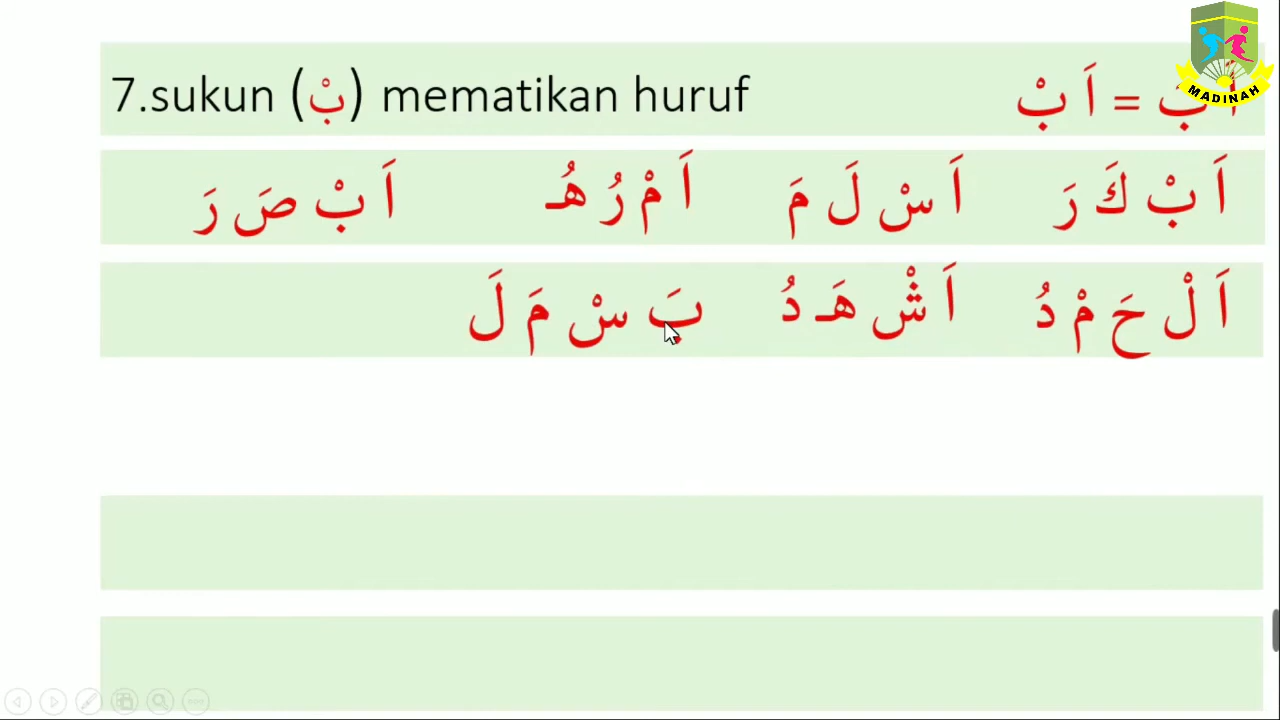 7.sukun (بْ) mematikan huruf
اَ بْ = اَ بْ
اَ بْ كَ رَ اَ سْ لَ مَ اَ مْ رُ هُـ اَ بْ صَ رَ
اَ لْ حَ مْ دُ اَ شْ هَـ دُ بَ سْ مَ لَ
MADINAH